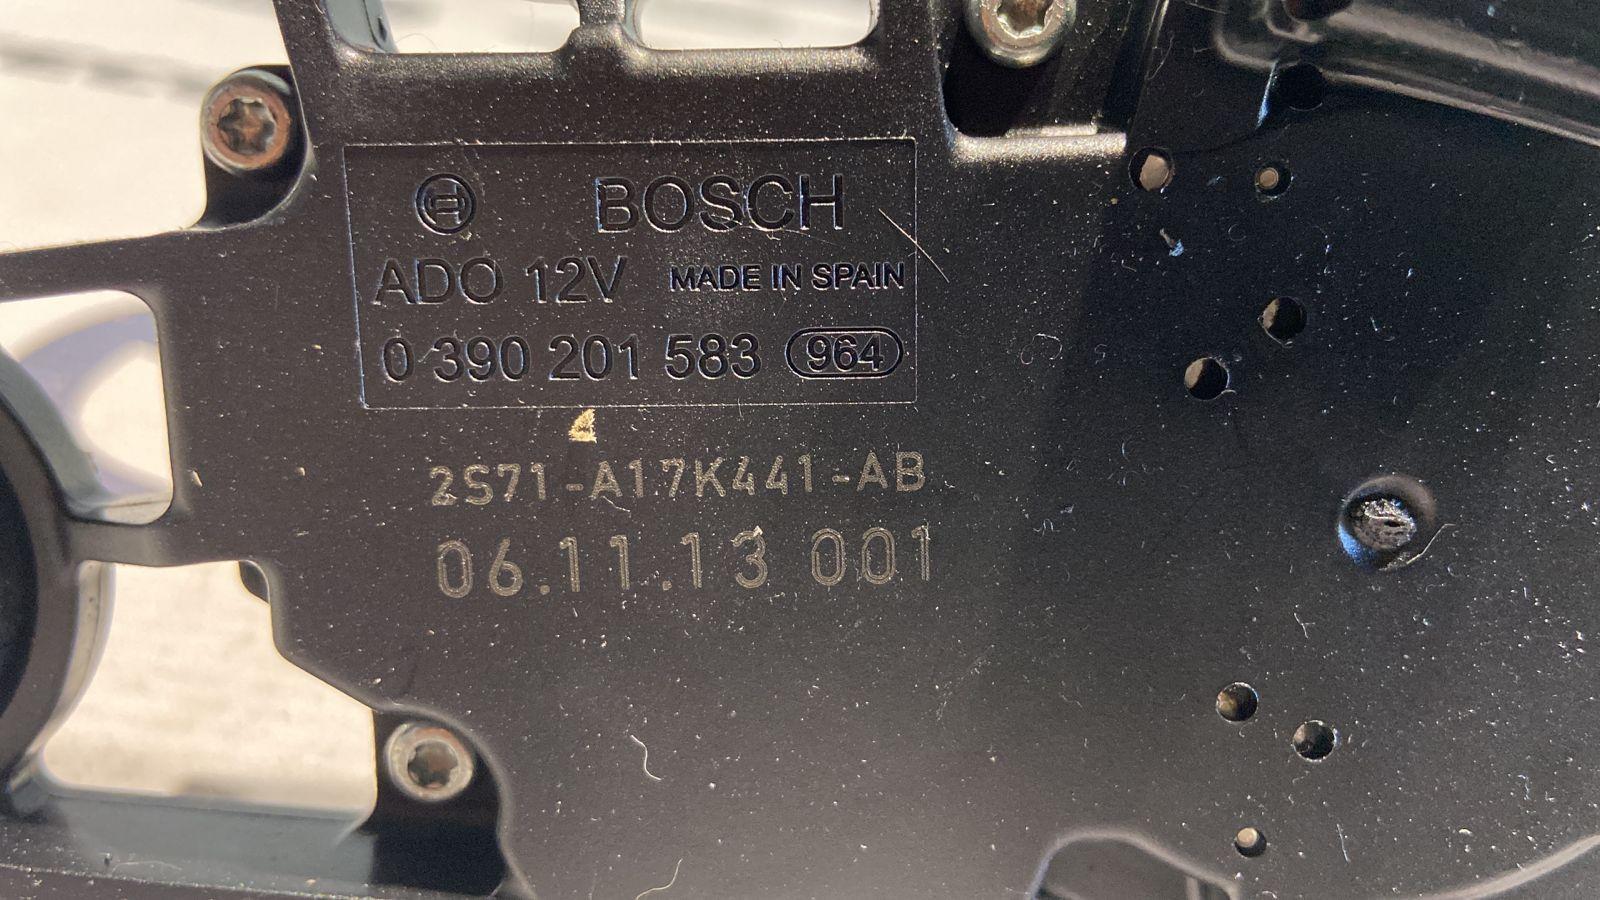 BOSCH
ADO 12V MADE IN SPAIN
0 390 201 583 964
2S71-A17K441-AB
06.11.13 001